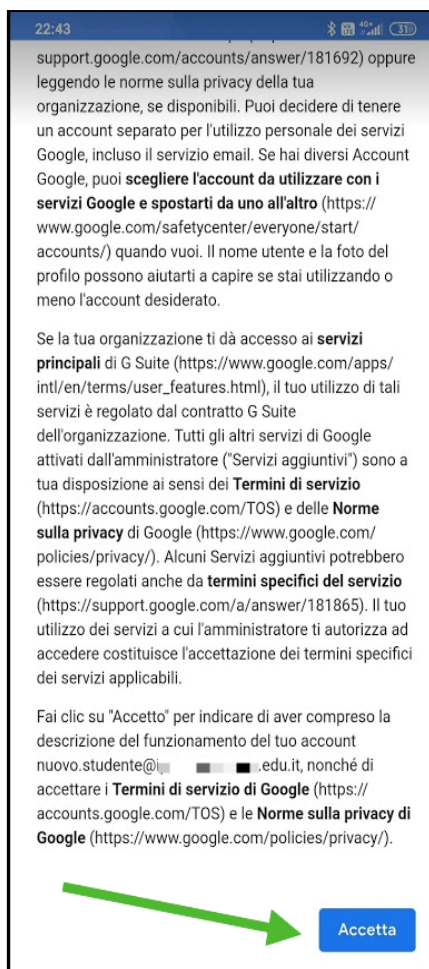 22:43
4G+
31
support.google.com/accounts/answer/181692) oppure
leggendo le norme sulla privacy della tua
organizzazione, se disponibili. Puoi decidere di tenere
un account separato per l'utilizzo personale dei servizi
Google, incluso il servizio email. Se hai diversi Account
Google, puoi scegliere l'account da utilizzare con i
servizi Google e spostarti da uno all'altro (https://
www.google.com/safetycenter/everyone/start/
accounts/) quando vuoi. Il nome utente e la foto del
profilo possono aiutarti a capire se stai utilizzando o
meno l'account desiderato.
Se la tua organizzazione ti dà accesso ai servizi
principali di G Suite (https://www.google.com/apps/
intl/en/terms/user_features.html), il tuo utilizzo di tali
servizi è regolato dal contratto G Suite
dell'organizzazione. Tutti gli altri servizi di Google
attivati dall'amministratore ("Servizi aggiuntivi") sono a
tua disposizione ai sensi dei Termini di servizio
(https://accounts.google.com/TOS) e delle Norme
sulla privacy di Google (https://www.google.com/
policies/privacy/). Alcuni Servizi aggiuntivi potrebbero
essere regolati anche da termini specifici del servizio
(https://support.google.com/a/answer/181865). Il tuo
utilizzo dei servizi a cui l'amministratore ti autorizza ad
accedere costituisce l'accettazione dei termini specifici
dei servizi applicabili.
Fai clic su "Accetto" per indicare di aver compreso la
descrizione del funzionamento del tuo account
nuovo.studente@ .edu.it, nonché di
accettare i Termini di servizio di Google (https://
accounts.google.com/TOS) e le Norme sulla privacy di
Google (https://www.google.com/policies/privacy/).
Accetta